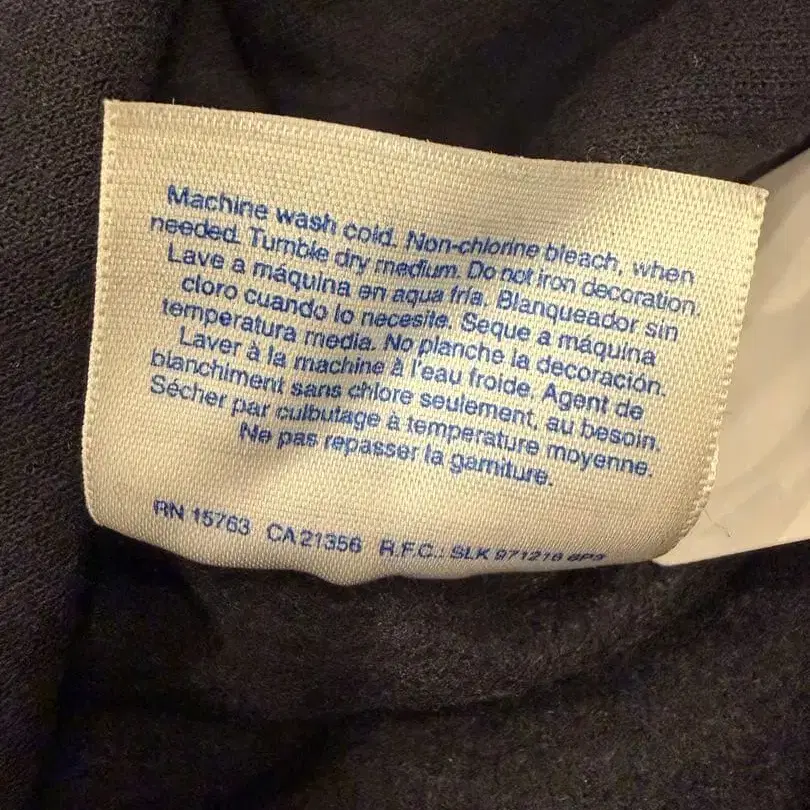 Machine wash cold. Non-chlorine bleach, when
needed. Tumble dry medium. Do not iron decoration.
Lave a máquina en aqua fría. Blanqueador sin
cloro cuando lo necesite. Seque a máquina
temperatura media. No planche la decoración.
Laver à la machine à l'eau froide. Agent de
blanchiment sans chlore seulement, au besoin.
Sécher par culbutage à temperature moyenne.
Ne pas repasser la garniture.
RN 15763 CA 21356 R.F.C.: SLK